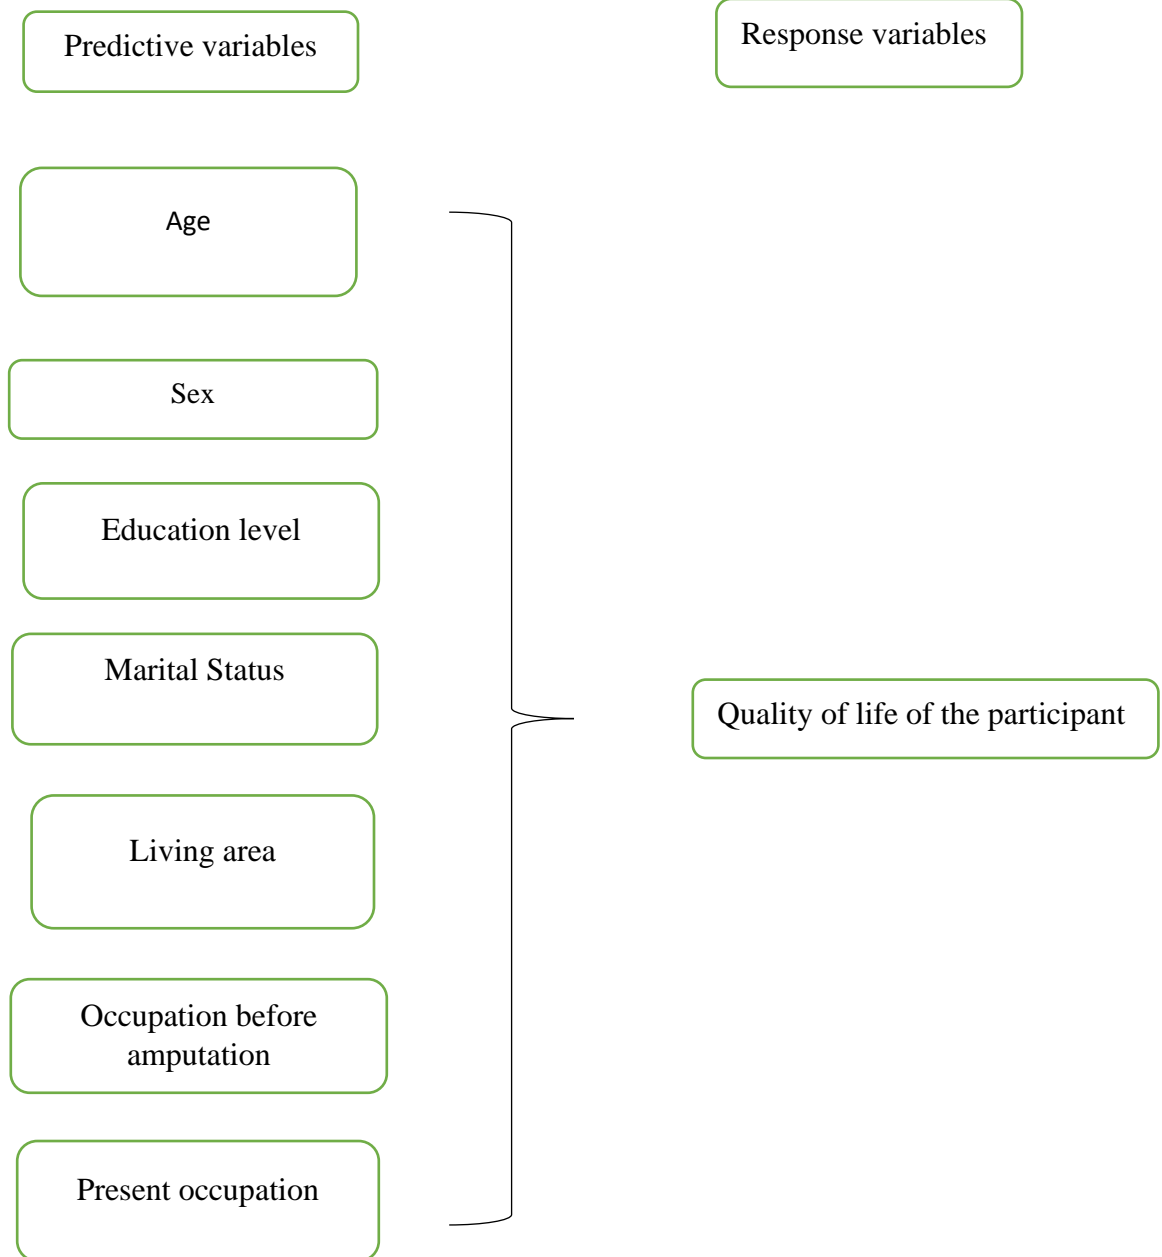 Predictive variables
Response variables
Age
Sex
Education level
Marital Status
Quality of life of the participant
Living area
Occupation before
amputation
Present occupation